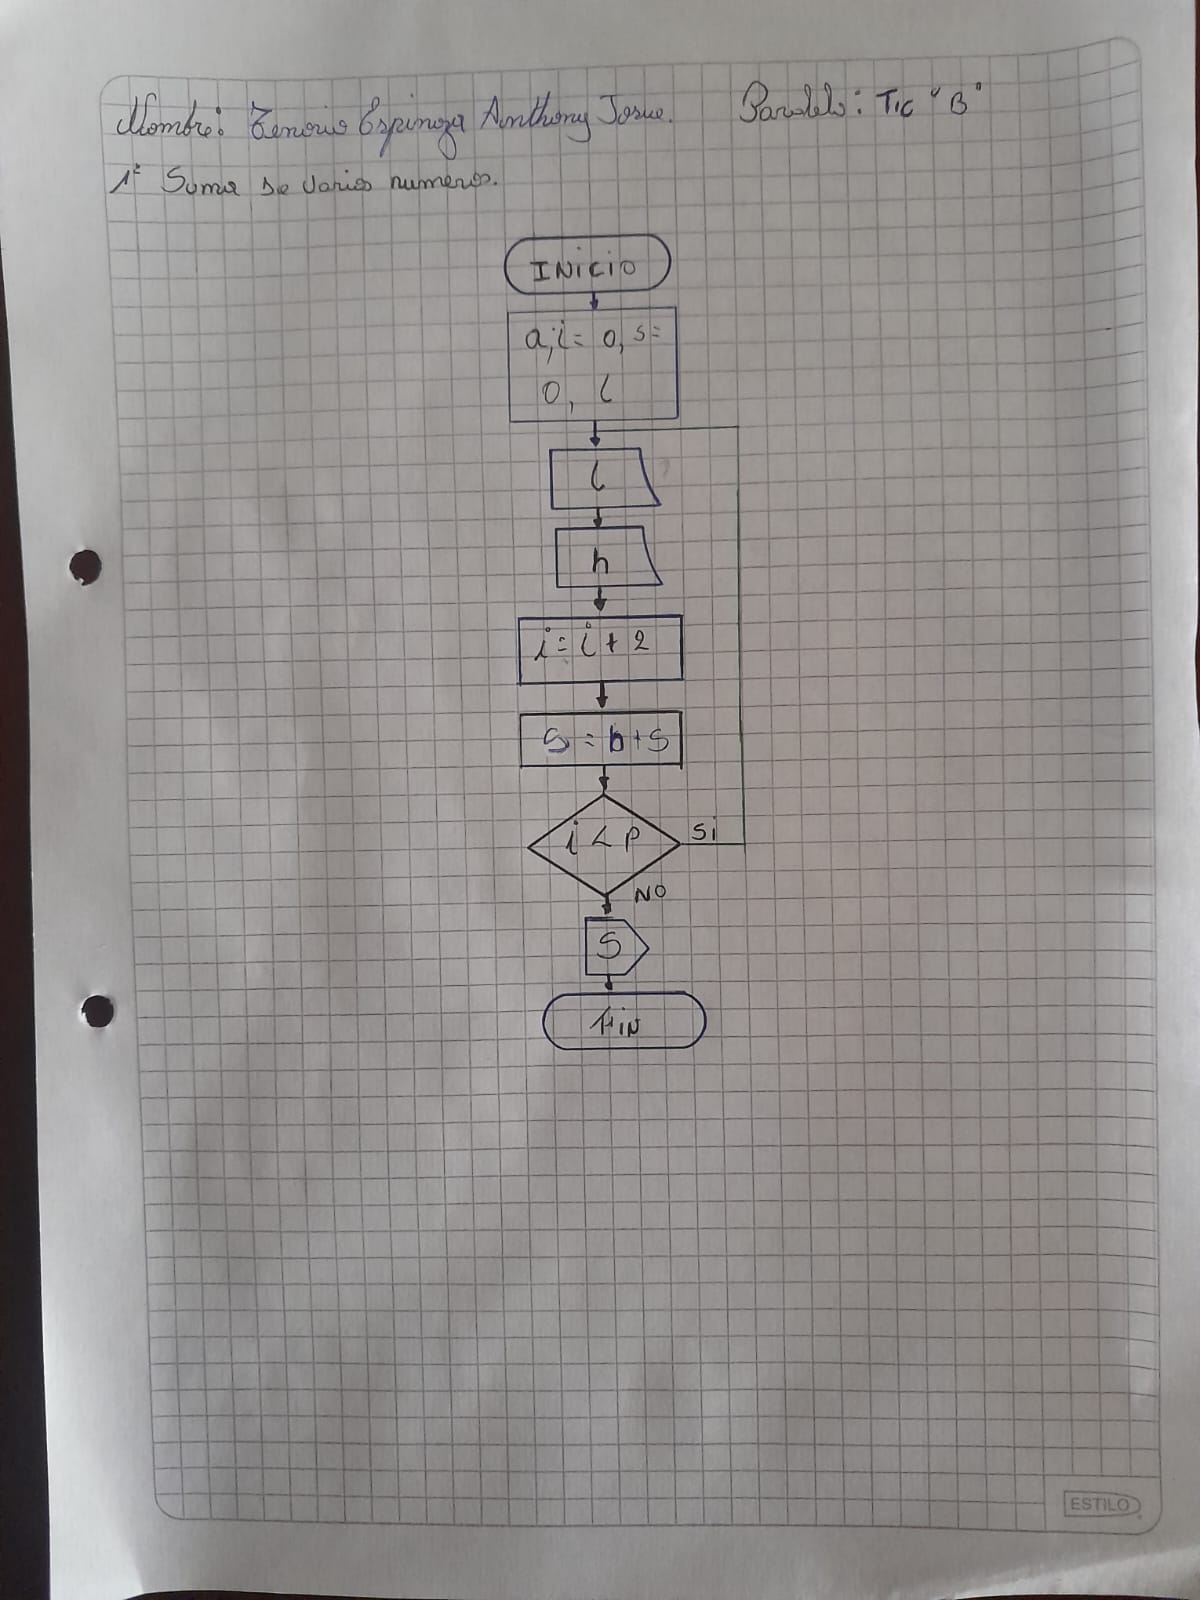 Nombre: Tenorio Espinoza Anthony Josue. Paralelo: Tic "B"
1° Suma de varios numeros.
INICIO
a, i = 0, s =
0, l
l
n
i = i + 2
S = b + S
i < p
Si
NO
S
Fin
ESTILO